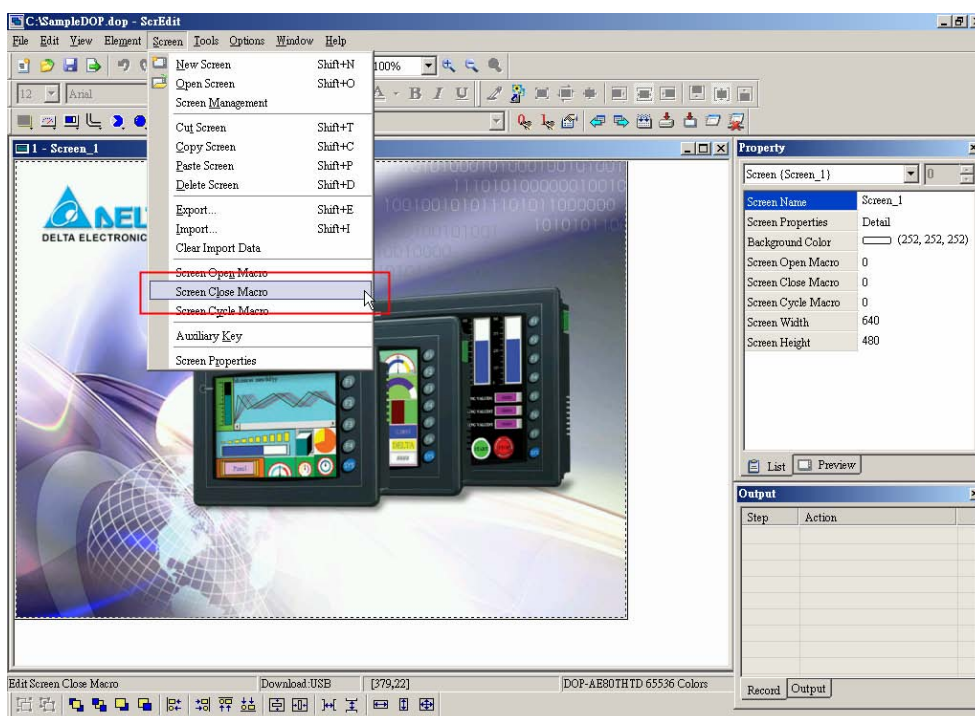 C:\SampleDOP.dop - ScrEdit
File Edit View Element Screen Tools Options Window Help
New Screen Shift+N
100%
Open Screen Shift+O
12 Arial
B I U
Screen Management
Cut Screen Shift+T
Copy Screen Shift+C
Paste Screen Shift+P
Delete Screen Shift+D
Export... Shift+E
Import... Shift+I
Clear Import Data
Screen Open Macro
Screen Close Macro
Screen Cycle Macro
Auxiliary Key
Screen Properties
1 - Screen_1
DEL
DELTA ELECTRONIC
Property
Screen {Screen_1} 0
Screen Name Screen_1
Screen Properties Detail
Background Color (252, 252, 252)
Screen Open Macro 0
Screen Close Macro 0
Screen Cycle Macro 0
Screen Width 640
Screen Height 480
List Preview
Output
Step Action
Record Output
Edit Screen Close Macro Download:USB [379,22] DOP-AE80THTD 65536 Colors